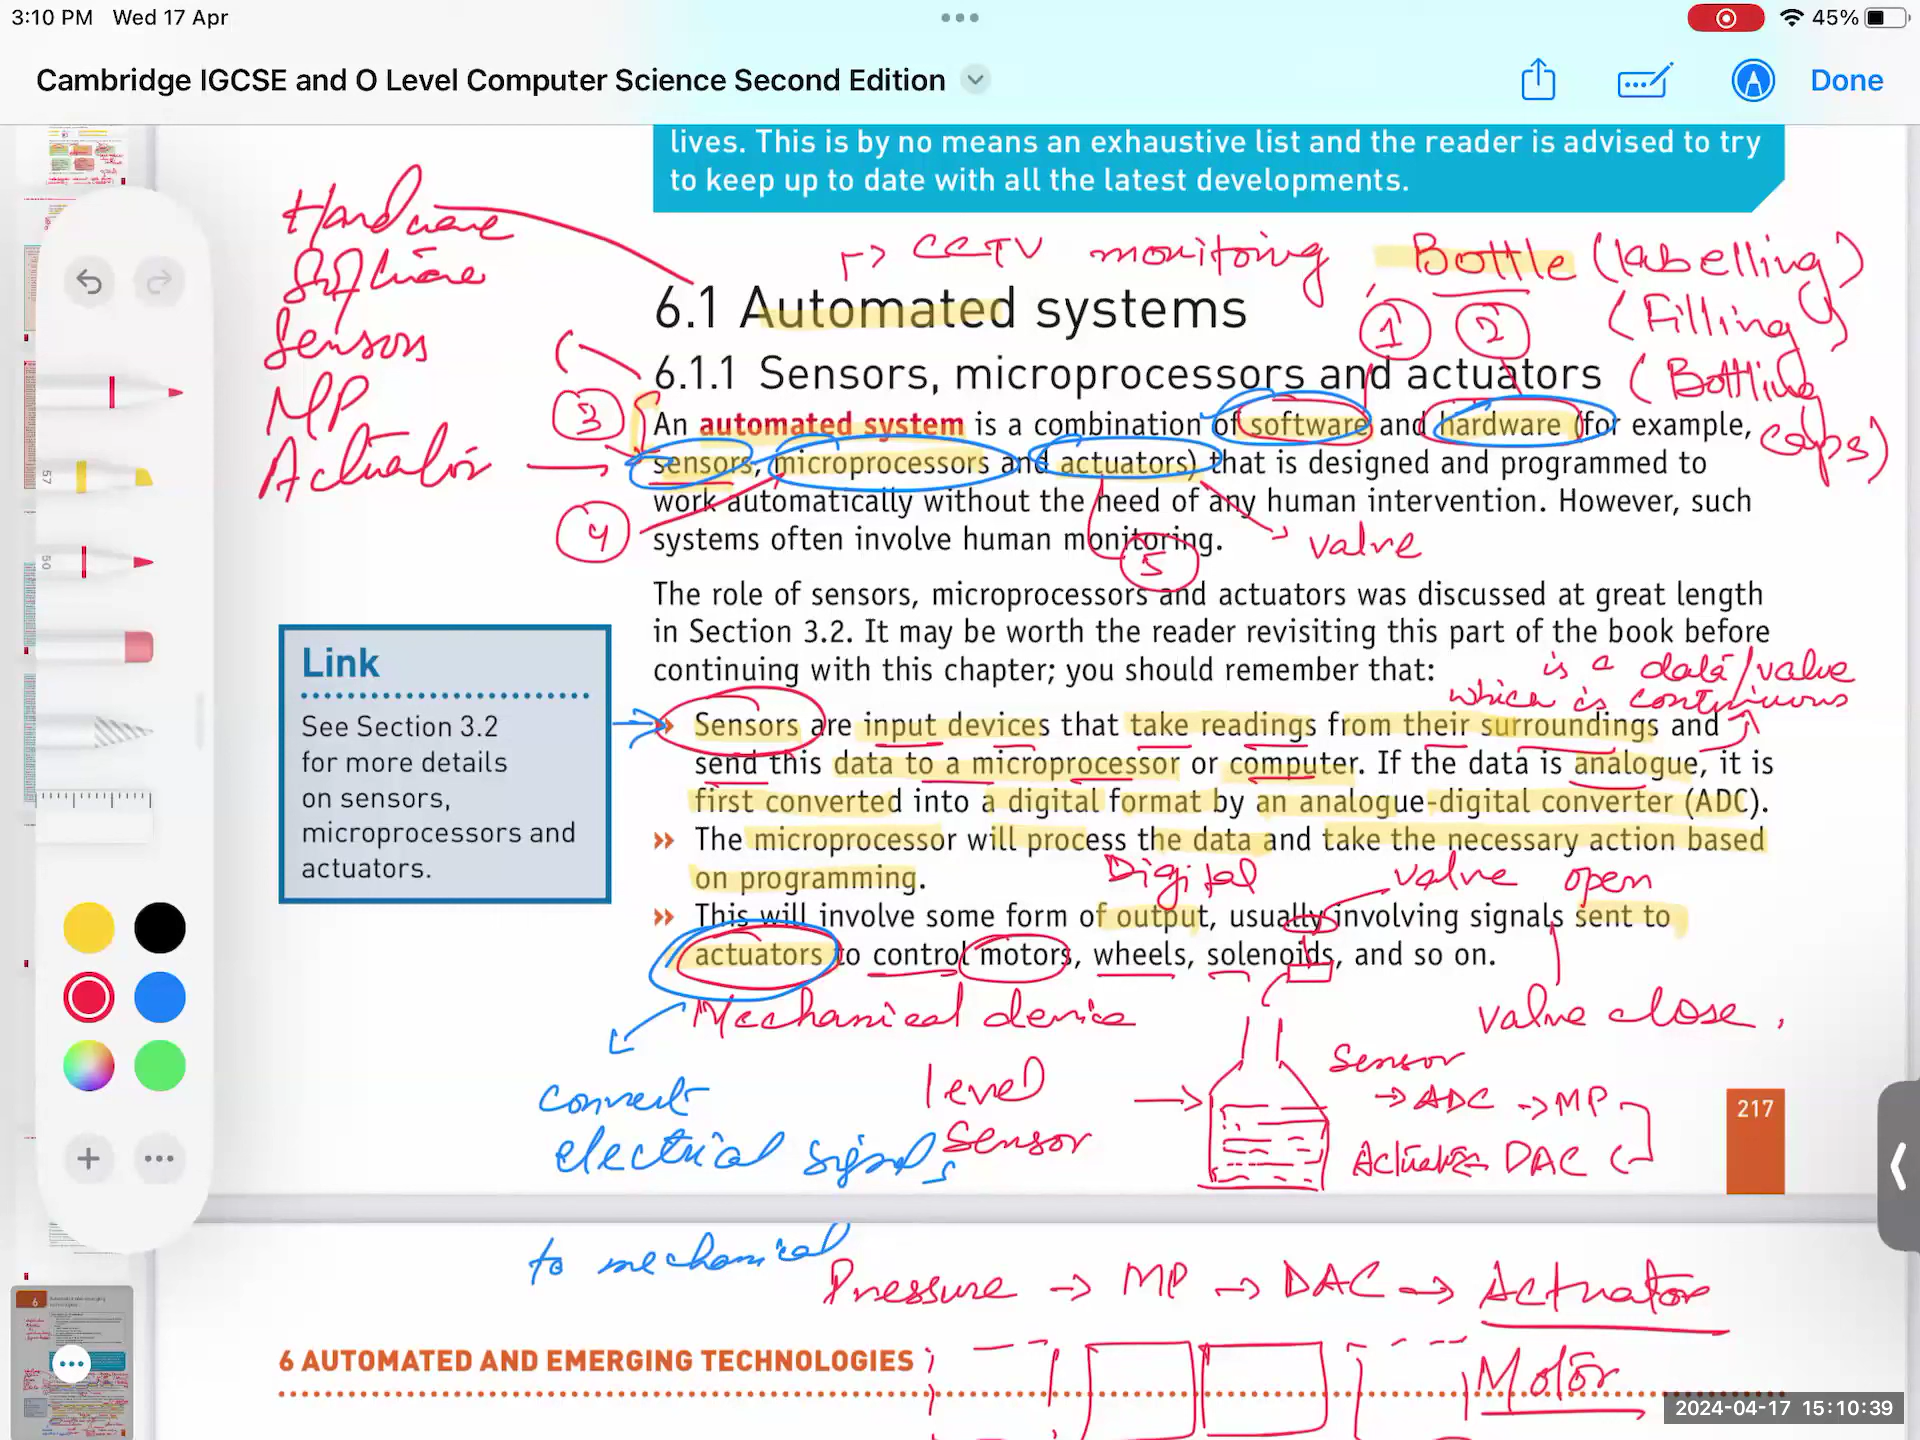 3:10 PM Wed 17 Apr
45%
Cambridge IGCSE and O Level Computer Science Second Edition
Done
lives. This is by no means an exhaustive list and the reader is advised to try
to keep up to date with all the latest developments.
Hardware
Software
Sensors
MP
Actuator
CCTV monitoring
Bottle (labelling)
(Filling)
(Bottling
caps)
6.1 Automated systems
1
2
6.1.1 Sensors, microprocessors and actuators
3
An automated system is a combination of software and hardware (for example,
sensors, microprocessors and actuators) that is designed and programmed to
work automatically without the need of any human intervention. However, such
systems often involve human monitoring.
4
5
valve
The role of sensors, microprocessors and actuators was discussed at great length
in Section 3.2. It may be worth the reader revisiting this part of the book before
continuing with this chapter; you should remember that:
is a data/value
which is continuous
Link
See Section 3.2
for more details
on sensors,
microprocessors and
actuators.
» Sensors are input devices that take readings from their surroundings and
send this data to a microprocessor or computer. If the data is analogue, it is
first converted into a digital format by an analogue-digital converter (ADC).
» The microprocessor will process the data and take the necessary action based
on programming.
Digital
valve open
» This will involve some form of output, usually involving signals sent to
actuators to control motors, wheels, solenoids, and so on.
Mechanical device
valve close.
convert
electrical signals
level
sensor
Sensor
→ ADC → MP
Actuator DAC
217
57
50
to mechanical
Pressure → MP → DAC → Actuator
6 AUTOMATED AND EMERGING TECHNOLOGIES
Motor
2024-04-17 15:10:39